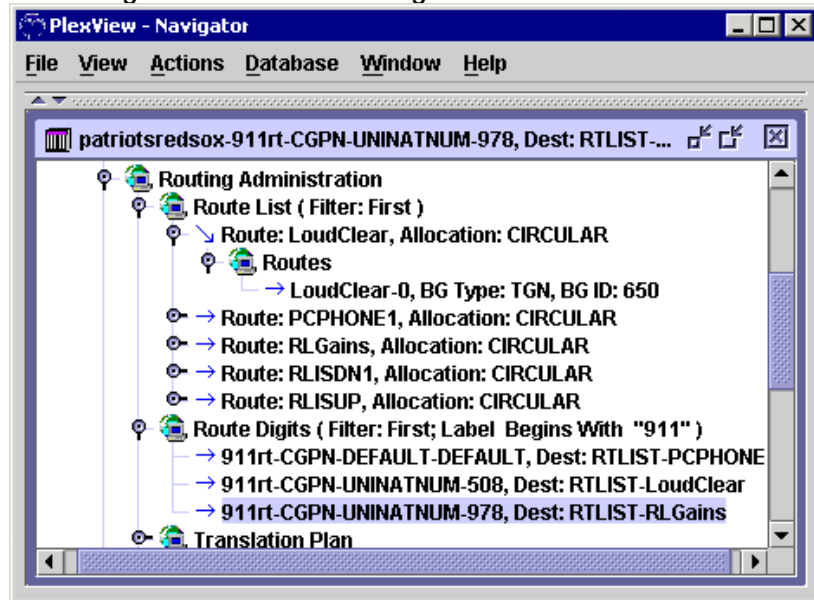 PlexView - Navigator
File View Actions Database Window Help
patriotsredsox-911rt-CGPN-UNINATNUM-978, Dest: RTLIST-...
Routing Administration
Route List ( Filter: First )
Route: LoudClear, Allocation: CIRCULAR
Routes
LoudClear-0, BG Type: TGN, BG ID: 650
Route: PCPHONE1, Allocation: CIRCULAR
Route: RLGains, Allocation: CIRCULAR
Route: RLISDN1, Allocation: CIRCULAR
Route: RLISUP, Allocation: CIRCULAR
Route Digits ( Filter: First; Label Begins With "911" )
911rt-CGPN-DEFAULT-DEFAULT, Dest: RTLIST-PCPHONE
911rt-CGPN-UNINATNUM-508, Dest: RTLIST-LoudClear
911rt-CGPN-UNINATNUM-978, Dest: RTLIST-RLGains
Translation Plan